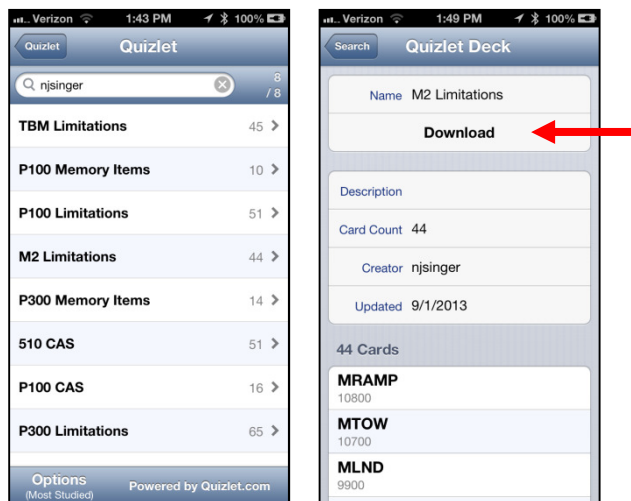 Verizon 1:43 PM 100%
Quizlet Quizlet
njsinger 8 / 8
TBM Limitations 45
P100 Memory Items 10
P100 Limitations 51
M2 Limitations 44
P300 Memory Items 14
510 CAS 51
P100 CAS 16
P300 Limitations 65
Options
(Most Studied) Powered by Quizlet.com
Verizon 1:49 PM 100%
Search Quizlet Deck
Name M2 Limitations
Download
Description
Card Count 44
Creator njsinger
Updated 9/1/2013
44 Cards
MRAMP
10800
MTOW
10700
MLND
9900